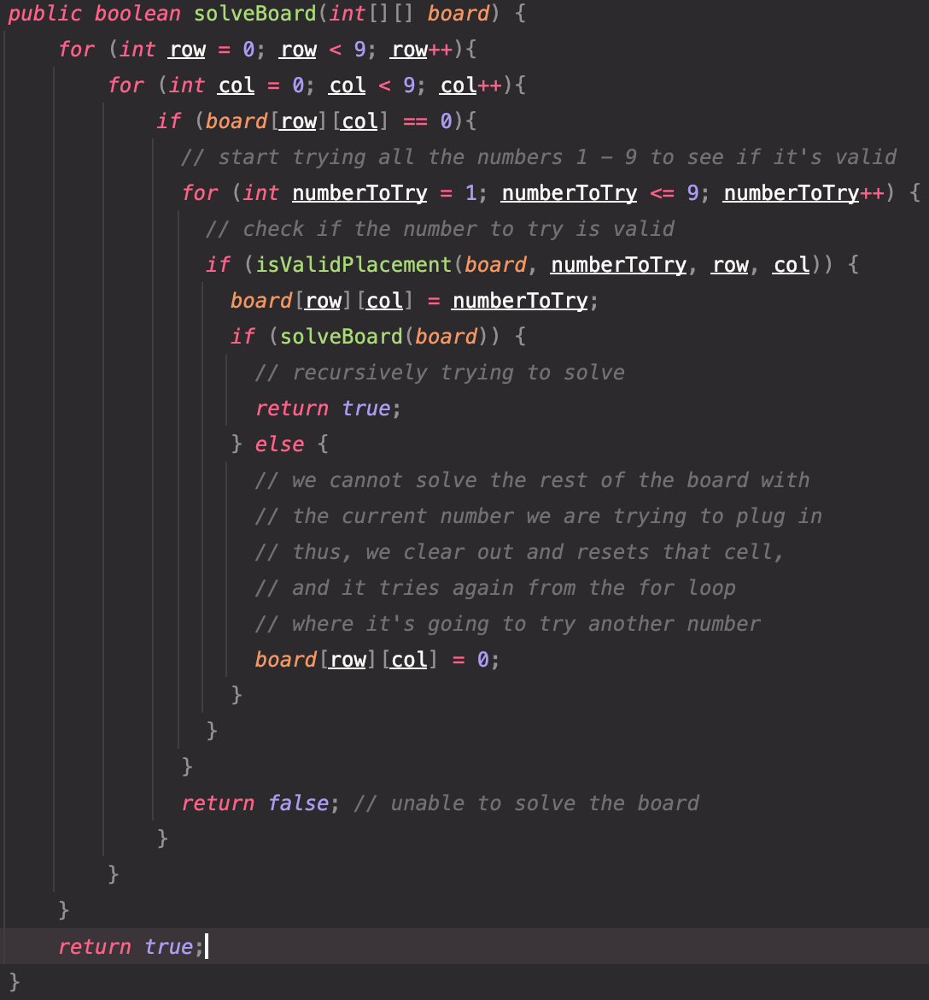 public boolean solveBoard(int[][] board) {
    for (int row = 0; row < 9; row++){
        for (int col = 0; col < 9; col++){
            if (board[row][col] == 0){
              // start trying all the numbers 1 - 9 to see if it's valid
              for (int numberToTry = 1; numberToTry <= 9; numberToTry++) {
                // check if the number to try is valid
                if (isValidPlacement(board, numberToTry, row, col)) {
                  board[row][col] = numberToTry;
                  if (solveBoard(board)) {
                    // recursively trying to solve
                    return true;
                  } else {
                    // we cannot solve the rest of the board with
                    // the current number we are trying to plug in
                    // thus, we clear out and resets that cell,
                    // and it tries again from the for loop
                    // where it's going to try another number
                    board[row][col] = 0;
                  }
                }
              }
              return false; // unable to solve the board
            }
        }
    }
    return true;
}